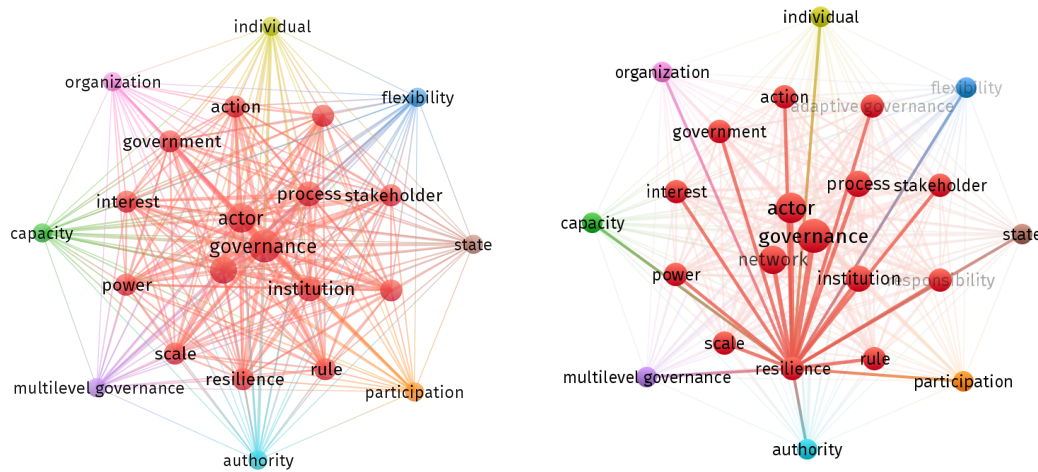 individual
organization
flexibility
action
government
process
stakeholder
interest
actor
capacity
governance
state
power
institution
scale
resilience
rule
multilevel governance
participation
authority
individual
organization
flexibility
action
adaptive governance
government
process
stakeholder
interest
actor
capacity
governance
state
network
power
institution
responsibility
scale
rule
resilience
multilevel governance
participation
authority